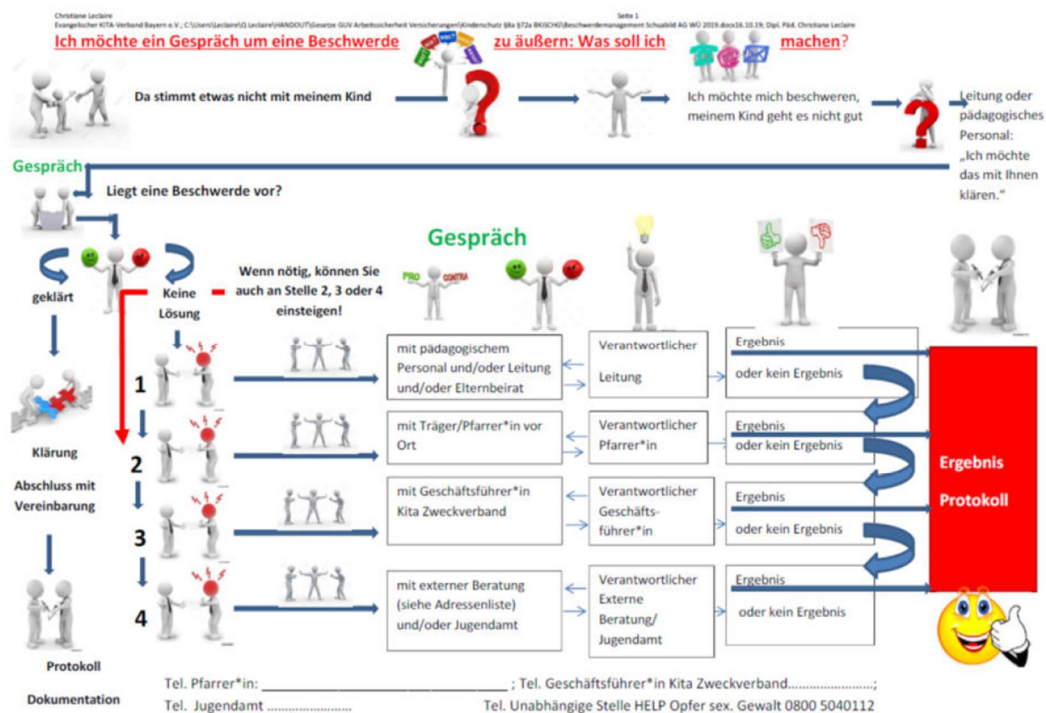 Christiane Leclaire
Seite 1
Evangelischer KITA-Verband Bayern e.V.; C:\Users\Leclaire\Q Leclaire\HANDOUT\Gesetze GUV Arbeitssicherheit Versicherungen\Kinderschutz §8a §72a BKISCHG\Beschwerdemanagement Schuabild AG WÜ 2019.docx16.10.19; Dipl. Päd. Christiane Leclaire
Ich möchte ein Gespräch um eine Beschwerde zu äußern: Was soll ich machen?
Da stimmt etwas nicht mit meinem Kind
Ich möchte mich beschweren,
meinem Kind geht es nicht gut
Leitung oder
pädagogisches
Personal:
„Ich möchte
das mit Ihnen
klären."
Gespräch
Liegt eine Beschwerde vor?
geklärt
Keine
Lösung
Wenn nötig, können Sie
auch an Stelle 2, 3 oder 4
einsteigen!
Gespräch
PRO
CONTRA
Klärung
Abschluss mit
Vereinbarung
Protokoll
Dokumentation
1
mit pädagogischem
Personal und/oder Leitung
und/oder Elternbeirat
Verantwortlicher
Leitung
Ergebnis
oder kein Ergebnis
2
mit Träger/Pfarrer*in vor
Ort
Verantwortlicher
Pfarrer*in
Ergebnis
oder kein Ergebnis
3
mit Geschäftsführer*in
Kita Zweckverband
Verantwortlicher
Geschäfts-
führer*in
Ergebnis
oder kein Ergebnis
4
mit externer Beratung
(siehe Adressenliste)
und/oder Jugendamt
Verantwortlicher
Externe
Beratung/
Jugendamt
Ergebnis
oder kein Ergebnis
Ergebnis
Protokoll
Tel. Pfarrer*in: ______________________________ ; Tel. Geschäftsführer*in Kita Zweckverband......................;
Tel. Jugendamt ...................... Tel. Unabhängige Stelle HELP Opfer sex. Gewalt 0800 5040112